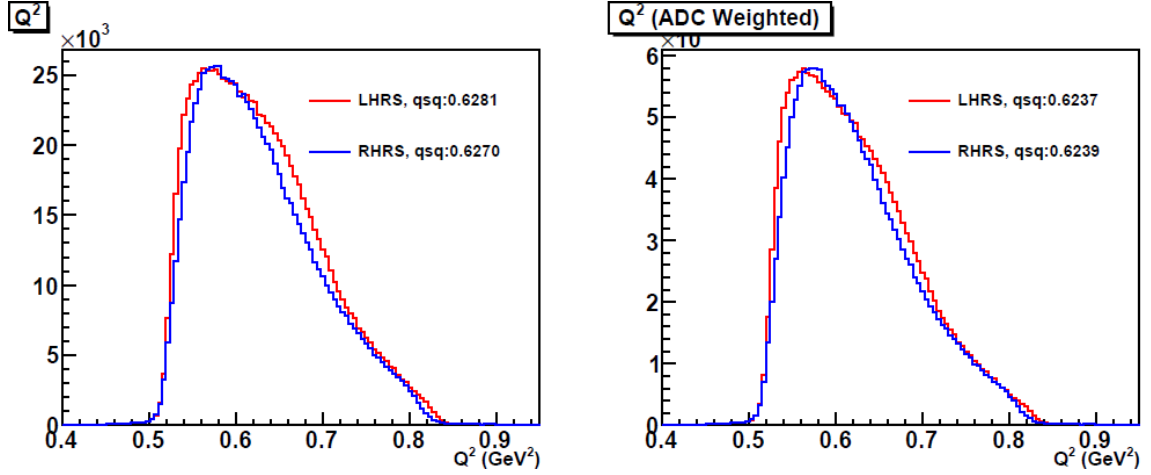 Q²
×10³
25
20
15
10
5
0
0.4 0.5 0.6 0.7 0.8 0.9
Q² (GeV²)
LHRS, qsq:0.6281
RHRS, qsq:0.6270
Q² (ADC Weighted)
×10
6
5
4
3
2
1
0
0.4 0.5 0.6 0.7 0.8 0.9
Q² (GeV²)
LHRS, qsq:0.6237
RHRS, qsq:0.6239